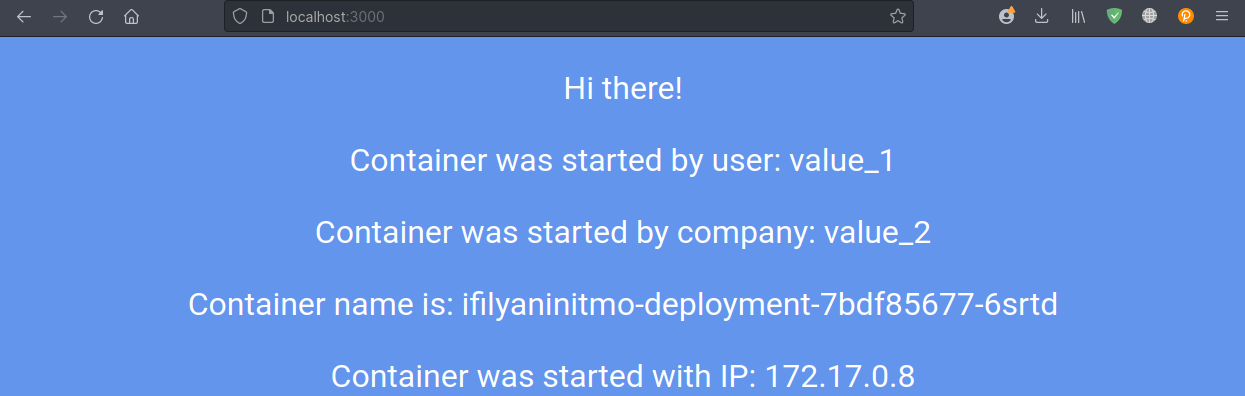 localhost:3000
Hi there!
Container was started by user: value_1
Container was started by company: value_2
Container name is: ifilyaninitmo-deployment-7bdf85677-6srtd
Container was started with IP: 172.17.0.8